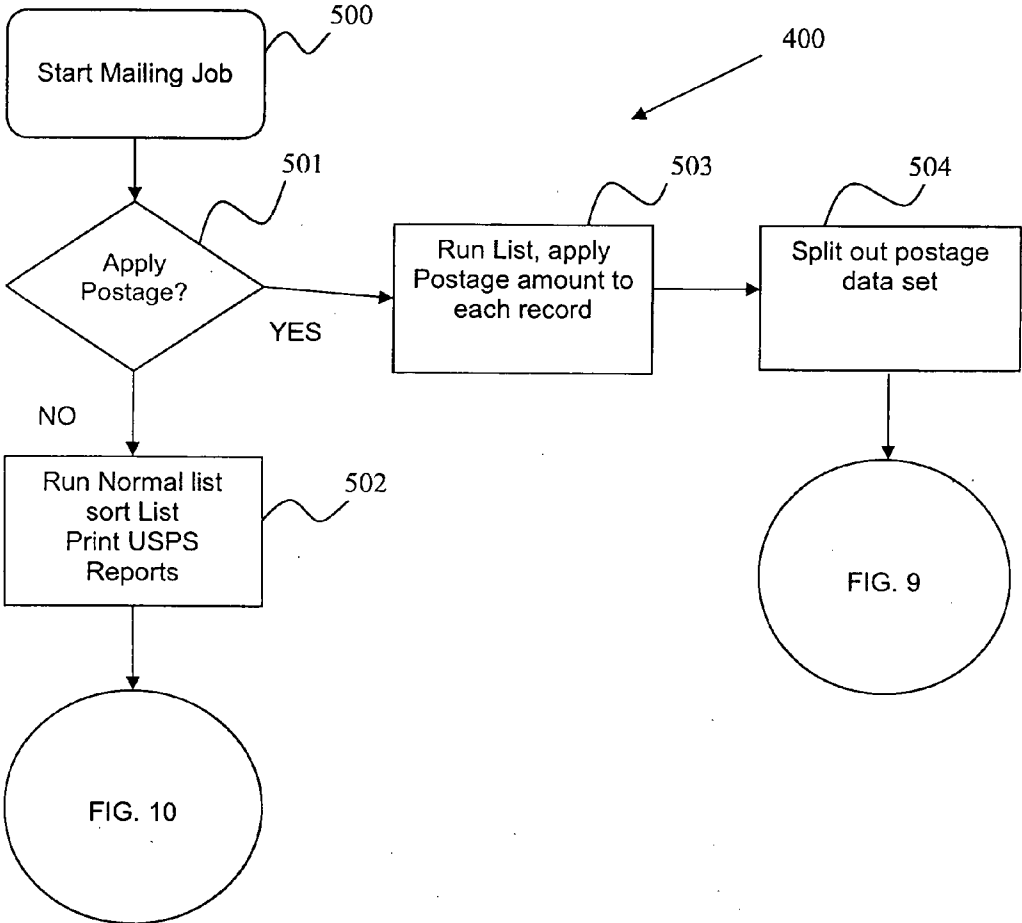 500
Start Mailing Job
400
501
Apply
Postage?
YES
NO
503
Run List, apply
Postage amount to
each record
504
Split out postage
data set
502
Run Normal list
sort List
Print USPS
Reports
FIG. 9
FIG. 10